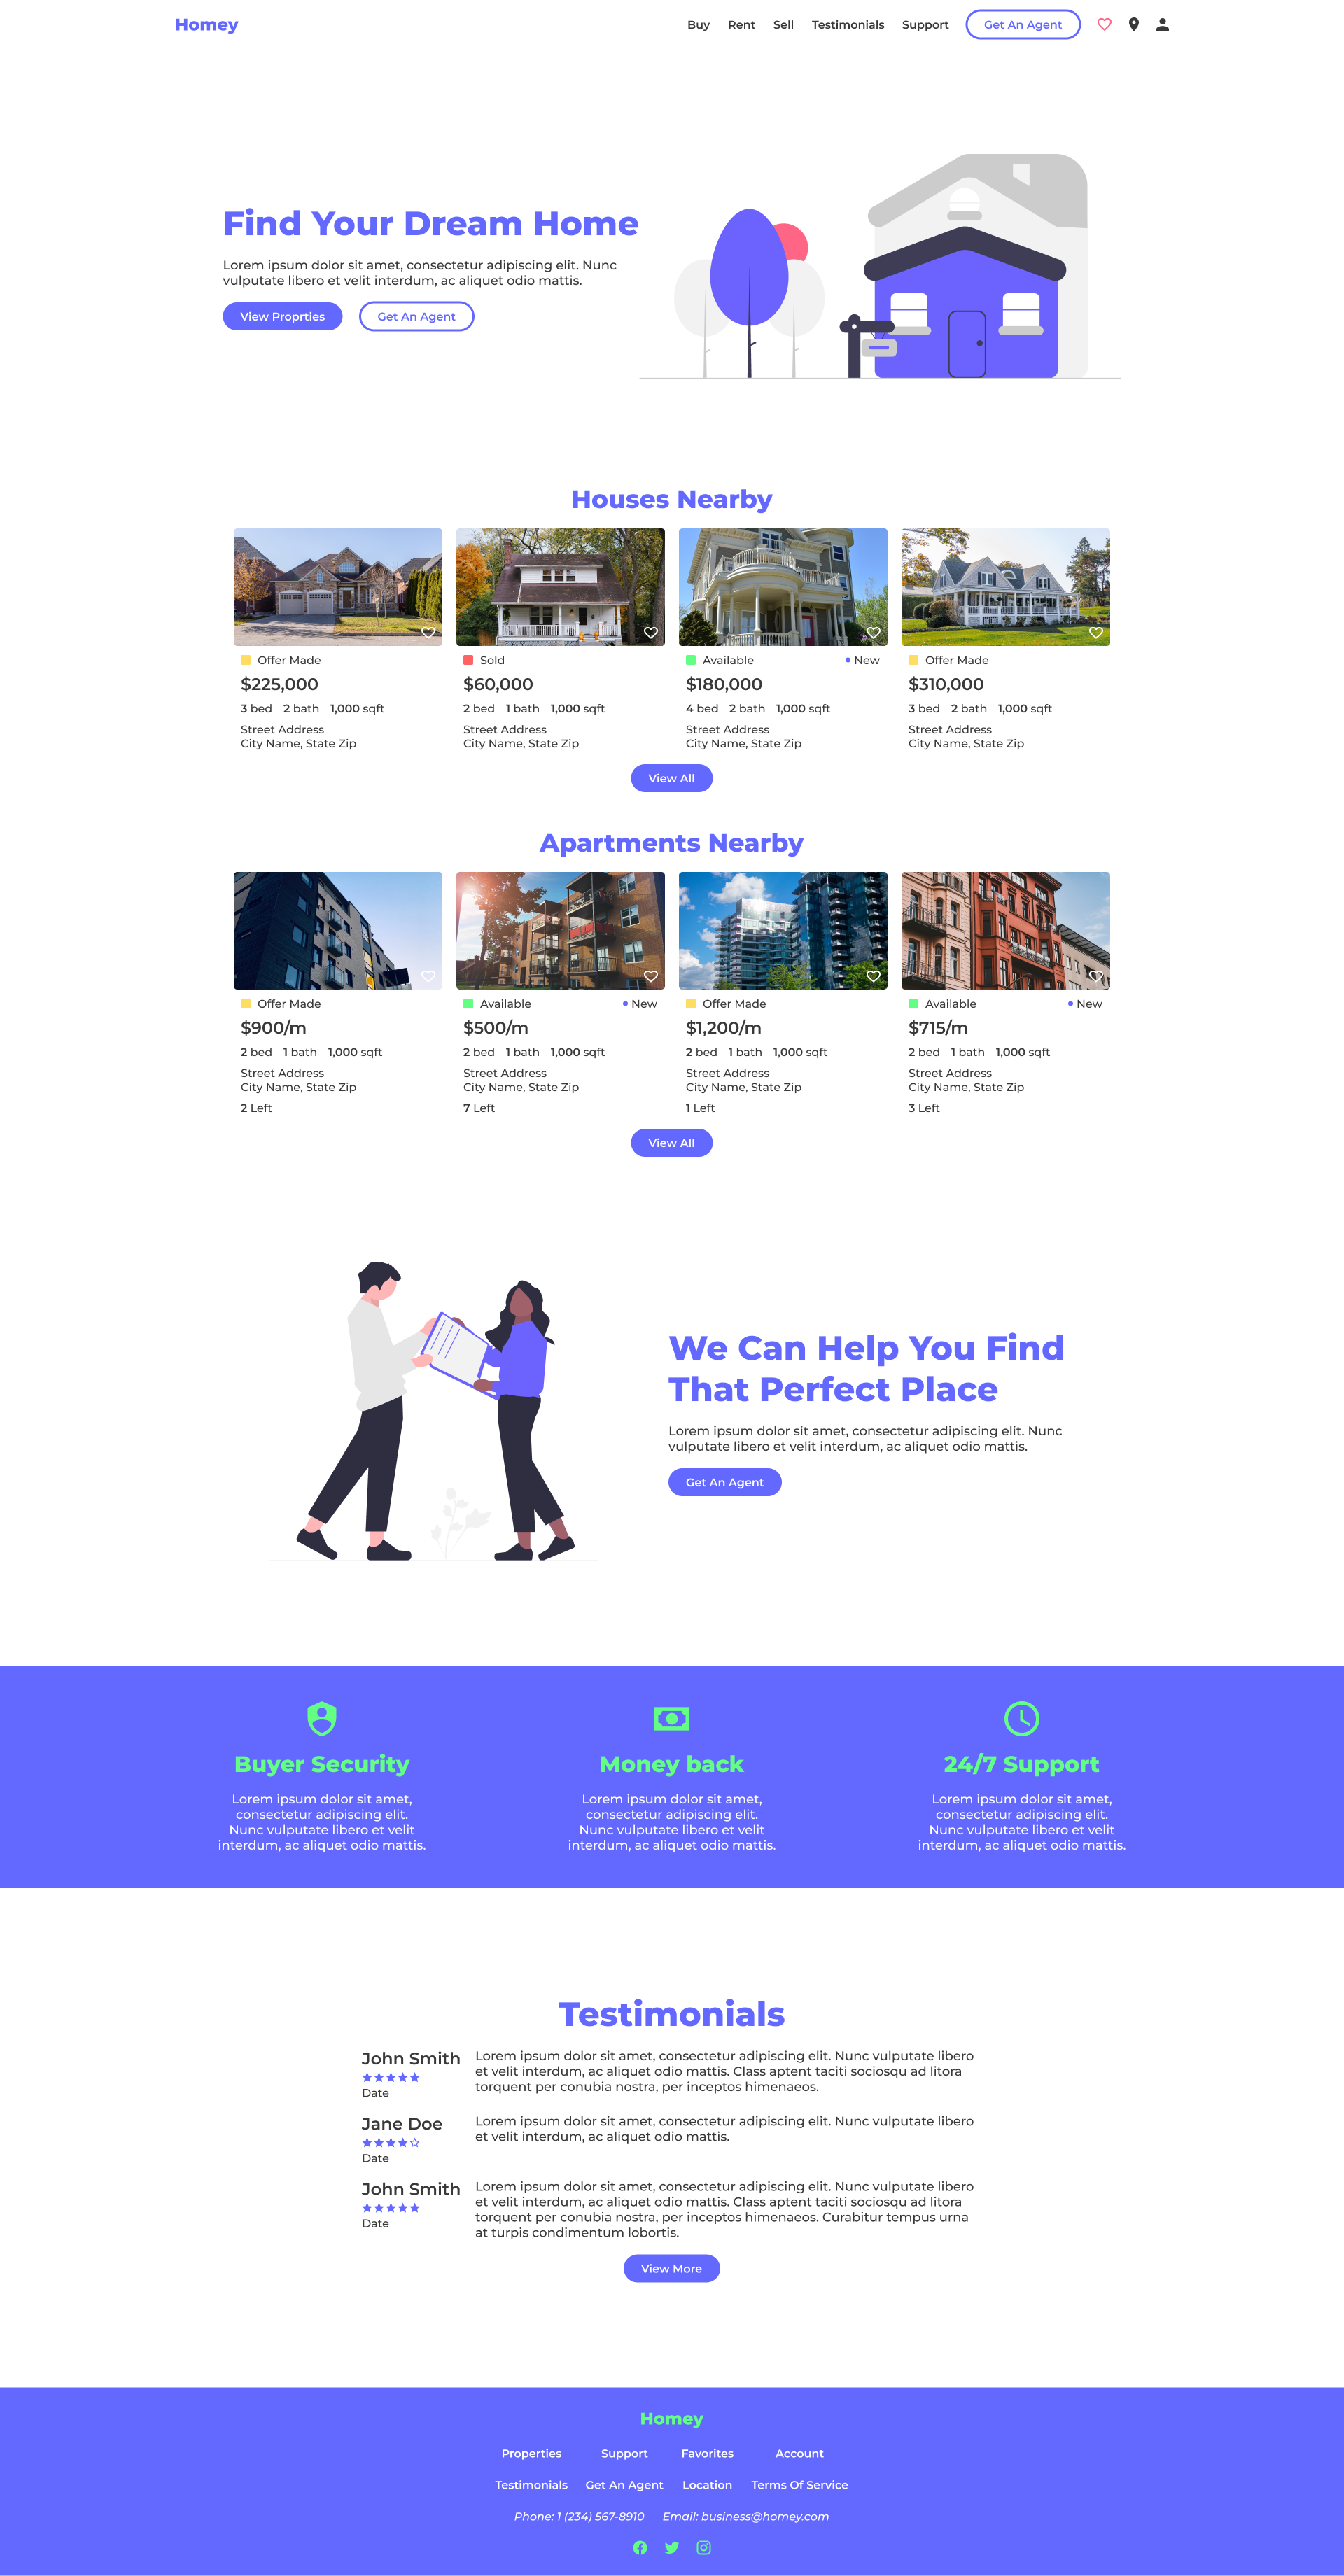 Homey
Buy Rent Sell Testimonials Support Get An Agent
Find Your Dream Home
Lorem ipsum dolor sit amet, consectetur adipiscing elit. Nunc
vulputate libero et velit interdum, ac aliquet odio mattis.
View Proprties Get An Agent
Houses Nearby
Offer Made
$225,000
3 bed 2 bath 1,000 sqft
Street Address
City Name, State Zip
Sold
$60,000
2 bed 1 bath 1,000 sqft
Street Address
City Name, State Zip
Available New
$180,000
4 bed 2 bath 1,000 sqft
Street Address
City Name, State Zip
Offer Made
$310,000
3 bed 2 bath 1,000 sqft
Street Address
City Name, State Zip
View All
Apartments Nearby
Offer Made
$900/m
2 bed 1 bath 1,000 sqft
Street Address
City Name, State Zip
2 Left
Available New
$500/m
2 bed 1 bath 1,000 sqft
Street Address
City Name, State Zip
7 Left
Offer Made
$1,200/m
2 bed 1 bath 1,000 sqft
Street Address
City Name, State Zip
1 Left
Available New
$715/m
2 bed 1 bath 1,000 sqft
Street Address
City Name, State Zip
3 Left
View All
We Can Help You Find
That Perfect Place
Lorem ipsum dolor sit amet, consectetur adipiscing elit. Nunc
vulputate libero et velit interdum, ac aliquet odio mattis.
Get An Agent
Buyer Security
Lorem ipsum dolor sit amet,
consectetur adipiscing elit.
Nunc vulputate libero et velit
interdum, ac aliquet odio mattis.
Money back
Lorem ipsum dolor sit amet,
consectetur adipiscing elit.
Nunc vulputate libero et velit
interdum, ac aliquet odio mattis.
24/7 Support
Lorem ipsum dolor sit amet,
consectetur adipiscing elit.
Nunc vulputate libero et velit
interdum, ac aliquet odio mattis.
Testimonials
John Smith
Date
Lorem ipsum dolor sit amet, consectetur adipiscing elit. Nunc vulputate libero
et velit interdum, ac aliquet odio mattis. Class aptent taciti sociosqu ad litora
torquent per conubia nostra, per inceptos himenaeos.
Jane Doe
Date
Lorem ipsum dolor sit amet, consectetur adipiscing elit. Nunc vulputate libero
et velit interdum, ac aliquet odio mattis.
John Smith
Date
Lorem ipsum dolor sit amet, consectetur adipiscing elit. Nunc vulputate libero
et velit interdum, ac aliquet odio mattis. Class aptent taciti sociosqu ad litora
torquent per conubia nostra, per inceptos himenaeos. Curabitur tempus urna
at turpis condimentum lobortis.
View More
Homey
Properties Support Favorites Account
Testimonials Get An Agent Location Terms Of Service
Phone: 1 (234) 567-8910 Email: business@homey.com